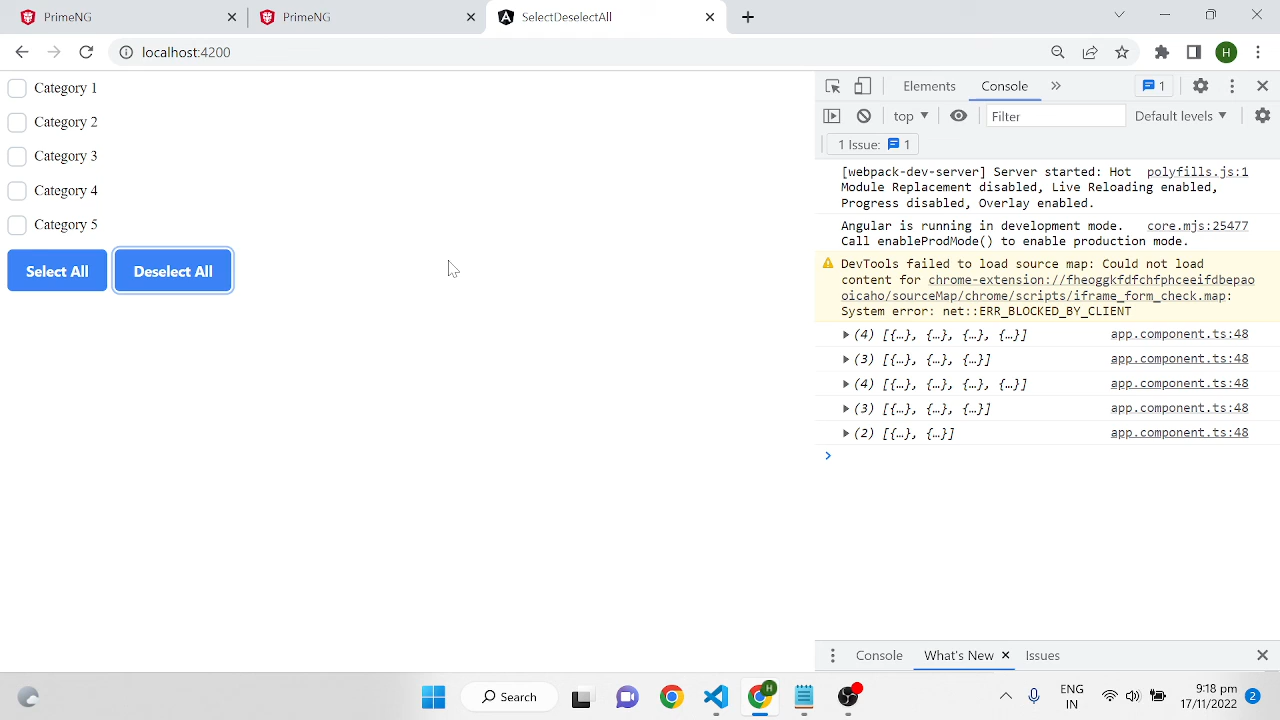 PrimeNG
PrimeNG
SelectDeselectAll
localhost:4200
H
Category 1
Category 2
Category 3
Category 4
Category 5
Select All
Deselect All
Elements
Console
1
top
Filter
Default levels
1 Issue:
1
[webpack-dev-server] Server started: Hot
polyfills.js:1
Module Replacement disabled, Live Reloading enabled,
Progress disabled, Overlay enabled.
Angular is running in development mode.
core.mjs:25477
Call enableProdMode() to enable production mode.
DevTools failed to load source map: Could not load
content for chrome-extension://fheoggkfdfchfphceeifdbepao
oicaho/sourceMap/chrome/scripts/iframe_form_check.map:
System error: net::ERR_BLOCKED_BY_CLIENT
(4) [{…}, {…}, {…}, {…}]
app.component.ts:48
(3) [{…}, {…}, {…}]
app.component.ts:48
(4) [{…}, {…}, {…}, {…}]
app.component.ts:48
(3) [{…}, {…}, {…}]
app.component.ts:48
(2) [{…}, {…}]
app.component.ts:48
Console
What's New
Issues
Search
H
ENG
IN
9:18 pm
17/11/2022
2